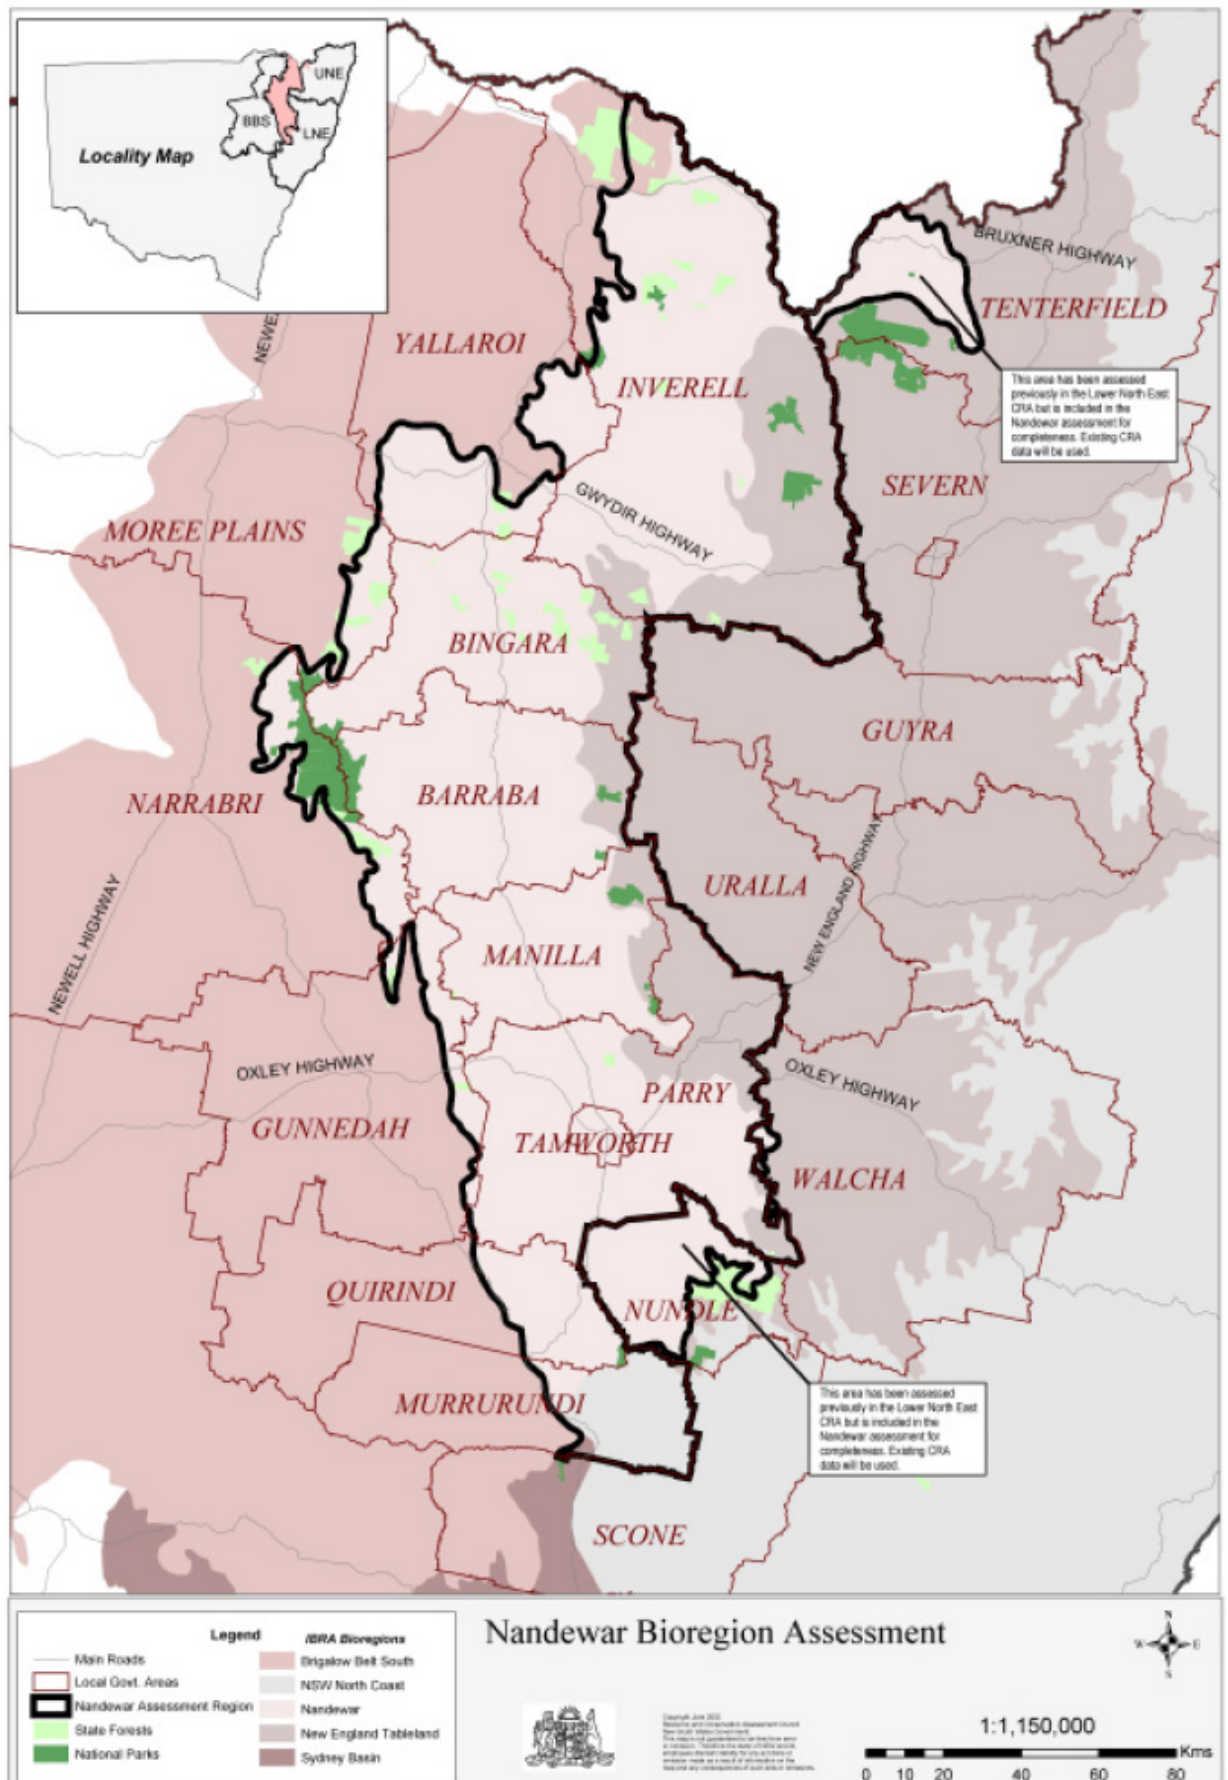 UNE
BBS
LNE
Locality Map
BRUXNER HIGHWAY
TENTERFIELD
YALLAROI
INVERELL
This area has been assessed
previously in the Lower North East
CRA but is included in the
Nandewar assessment for
completeness. Existing CRA
data will be used.
SEVERN
GWYDIR HIGHWAY
MOREE PLAINS
BINGARA
GUYRA
NARRABRI
BARRABA
URALLA
NEW ENGLAND HIGHWAY
NEWELL HIGHWAY
MANILLA
OXLEY HIGHWAY
OXLEY HIGHWAY
PARRY
GUNNEDAH
TAMWORTH
WALCHA
QUIRINDI
NUNDLE
MURRURUNDI
This area has been assessed
previously in the Lower North East
CRA but is included in the
Nandewar assessment for
completeness. Existing CRA
data will be used.
SCONE
Legend
Main Roads
Local Govt. Areas
Nandewar Assessment Region
State Forests
National Parks
IBRA Bioregions
Brigalow Belt South
NSW North Coast
Nandewar
New England Tableland
Sydney Basin
Nandewar Bioregion Assessment
N
W E
S
1:1,150,000
Kms
0 10 20 40 60 80